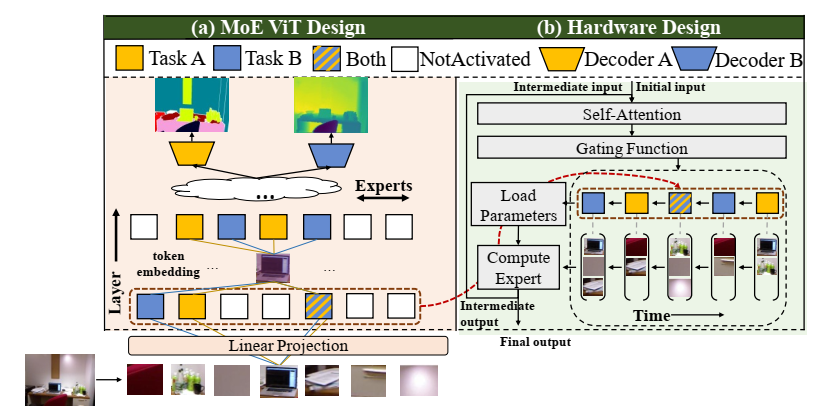 (a) MoE ViT Design
(b) Hardware Design
Task A
Task B
Both
NotActivated
Decoder A
Decoder B
Experts
Layer
token
embedding
...
...
...
Linear Projection
Intermediate input
Initial input
Self-Attention
Gating Function
Load
Parameters
Compute
Expert
Intermediate
output
Time
Final output